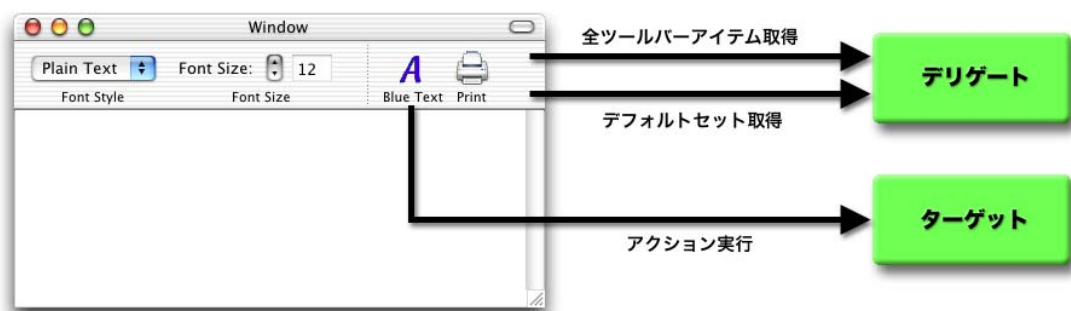 Window
Plain Text
Font Size:
12
Font Style
Font Size
A
Blue Text
Print
全ツールバーアイテム取得
デフォルトセット取得
アクション実行
デリゲート
ターゲット